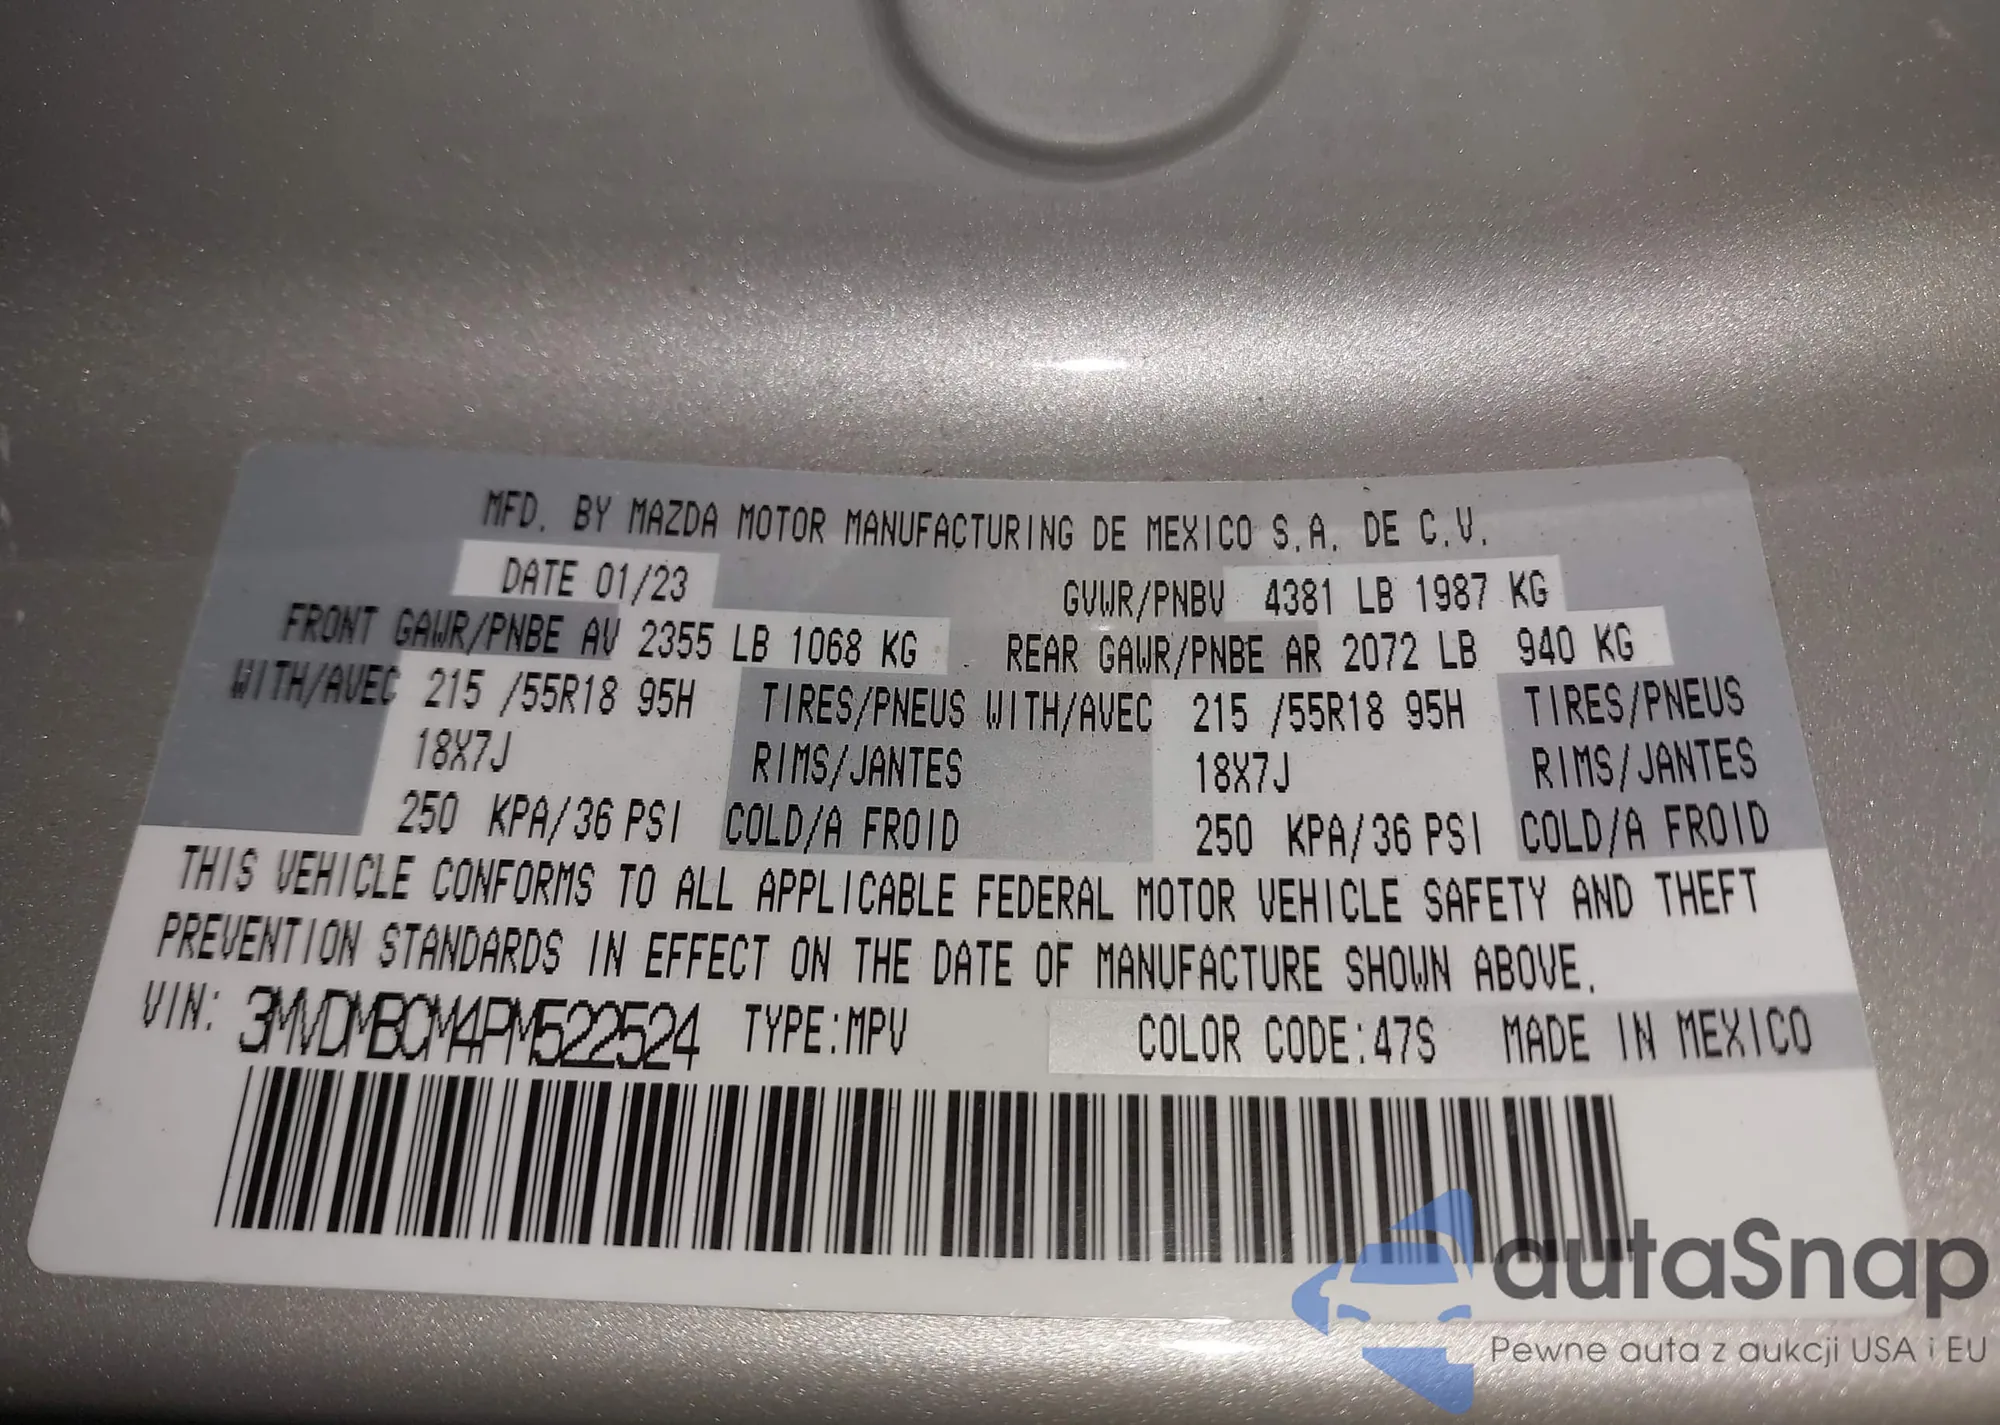 MFD. BY MAZDA MOTOR MANUFACTURING DE MEXICO S.A. DE C.V.
DATE 01/23 GVWR/PNBV 4381 LB 1987 KG
FRONT GAWR/PNBE AV 2355 LB 1068 KG REAR GAWR/PNBE AR 2072 LB 940 KG
WITH/AVEC 215 /55R18 95H TIRES/PNEUS WITH/AVEC 215 /55R18 95H TIRES/PNEUS
18X7J RIMS/JANTES 18X7J RIMS/JANTES
250 KPA/36 PSI COLD/A FROID 250 KPA/36 PSI COLD/A FROID
THIS VEHICLE CONFORMS TO ALL APPLICABLE FEDERAL MOTOR VEHICLE SAFETY AND THEFT
PREVENTION STANDARDS IN EFFECT ON THE DATE OF MANUFACTURE SHOWN ABOVE.
VIN: 3MVDMBCM4PM522524 TYPE:MPV COLOR CODE:47S MADE IN MEXICO
autaSnap
Pewne auta z aukcji USA i EU